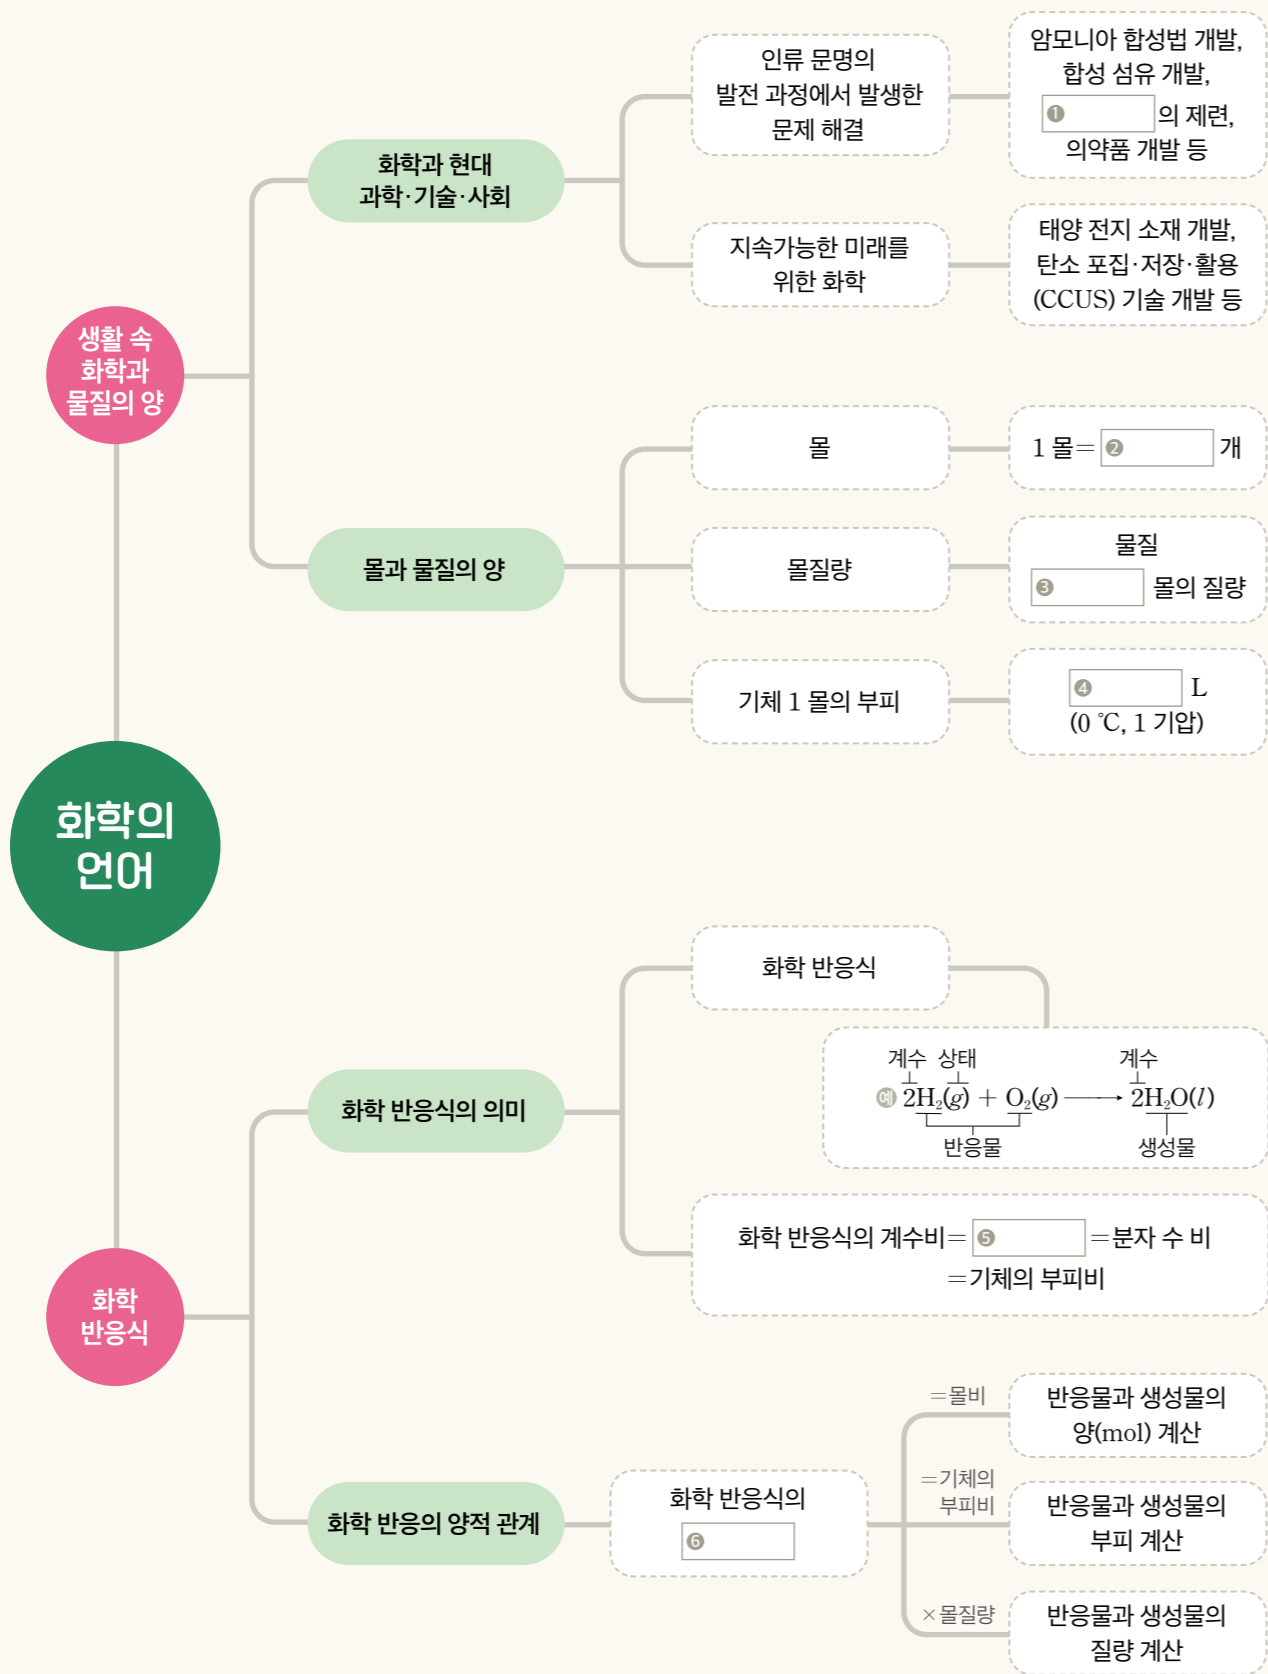 화학의
언어
생활 속
화학과
물질의 양
화학과 현대
과학·기술·사회
인류 문명의
발전 과정에서 발생한
문제 해결
암모니아 합성법 개발,
합성 섬유 개발,
❶ 의 제련,
의약품 개발 등
지속가능한 미래를
위한 화학
태양 전지 소재 개발,
탄소 포집·저장·활용
(CCUS) 기술 개발 등
몰과 물질의 양
몰
1 몰= ❷ 개
몰질량
물질
❸ 몰의 질량
기체 1 몰의 부피
❹ L
(0 ℃, 1 기압)
화학
반응식
화학 반응식의 의미
화학 반응식
계수 상태 계수
예 2H₂(g) + O₂(g) ⟶ 2H₂O(l)
반응물 생성물
화학 반응식의 계수비= ❺ =분자 수 비
=기체의 부피비
화학 반응의 양적 관계
화학 반응식의
❻
=몰비
반응물과 생성물의
양(mol) 계산
=기체의
부피비
반응물과 생성물의
부피 계산
×몰질량
반응물과 생성물의
질량 계산